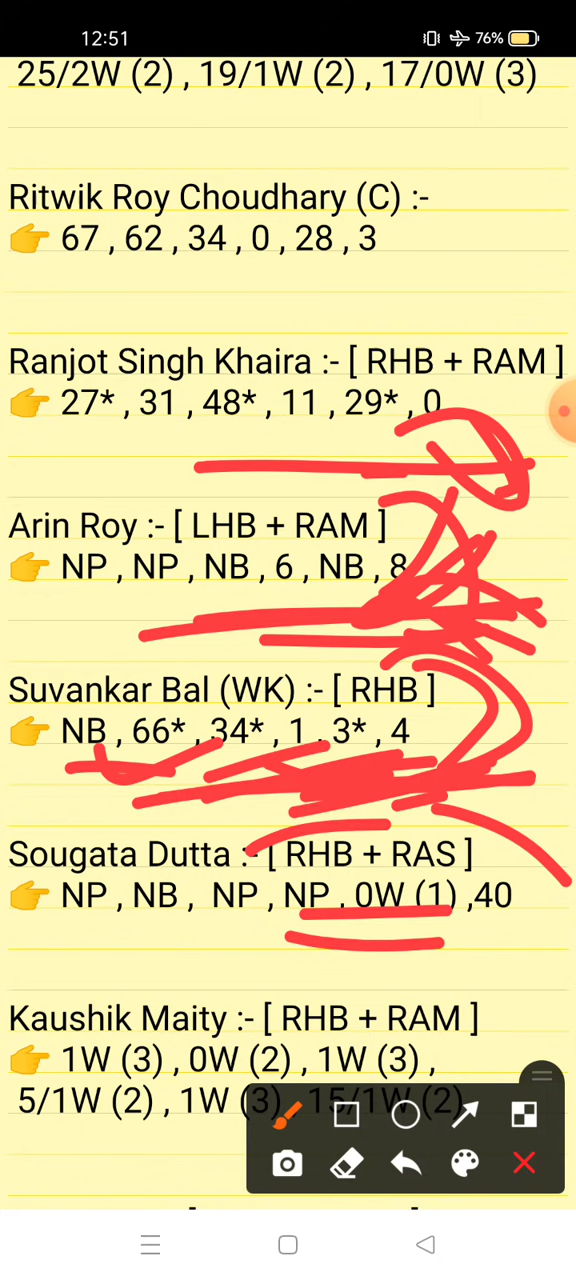 12:51 76%
25/2W (2) , 19/1W (2) , 17/0W (3)
Ritwik Roy Choudhary (C) :-
👉 67 , 62 , 34 , 0 , 28 , 3
Ranjot Singh Khaira :- [ RHB + RAM ]
👉 27* , 31 , 48* , 11 , 29* , 0
Arin Roy :- [ LHB + RAM ]
👉 NP , NP , NB , 6 , NB , 8
Suvankar Bal (WK) :- [ RHB ]
👉 NB , 66* , 34* , 1 , 3* , 4
Sougata Dutta :- [ RHB + RAS ]
👉 NP , NB , NP , NP , 0W (1) ,40
Kaushik Maity :- [ RHB + RAM ]
👉 1W (3) , 0W (2) , 1W (3) ,
5/1W (2) , 1W (3) , 15/1W (2)